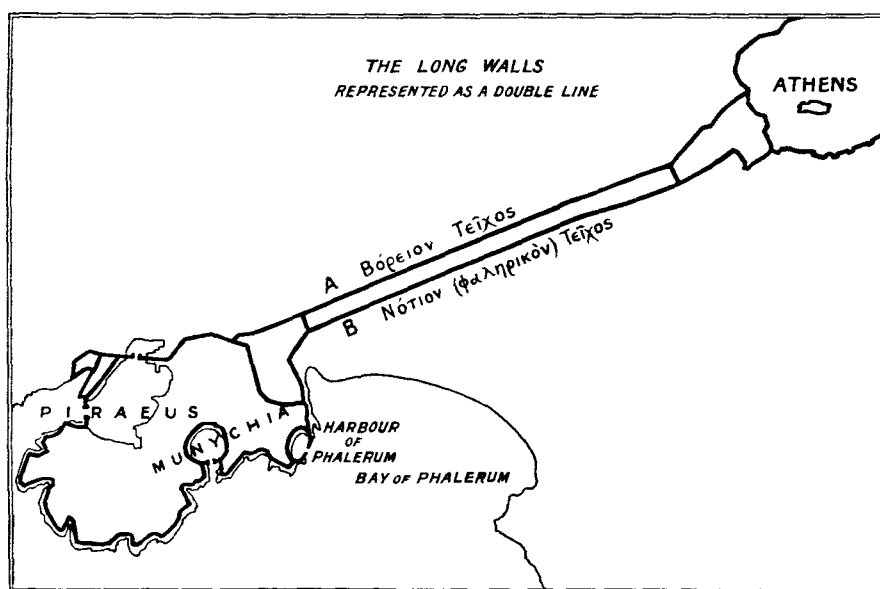 THE LONG WALLS
REPRESENTED AS A DOUBLE LINE
ATHENS
A Βόρειον Τεῖχος
B Νότιον (φαληρικὸν) Τεῖχος
PIRAEUS
MUNYCHIA
HARBOUR
OF
PHALERUM
BAY OF PHALERUM